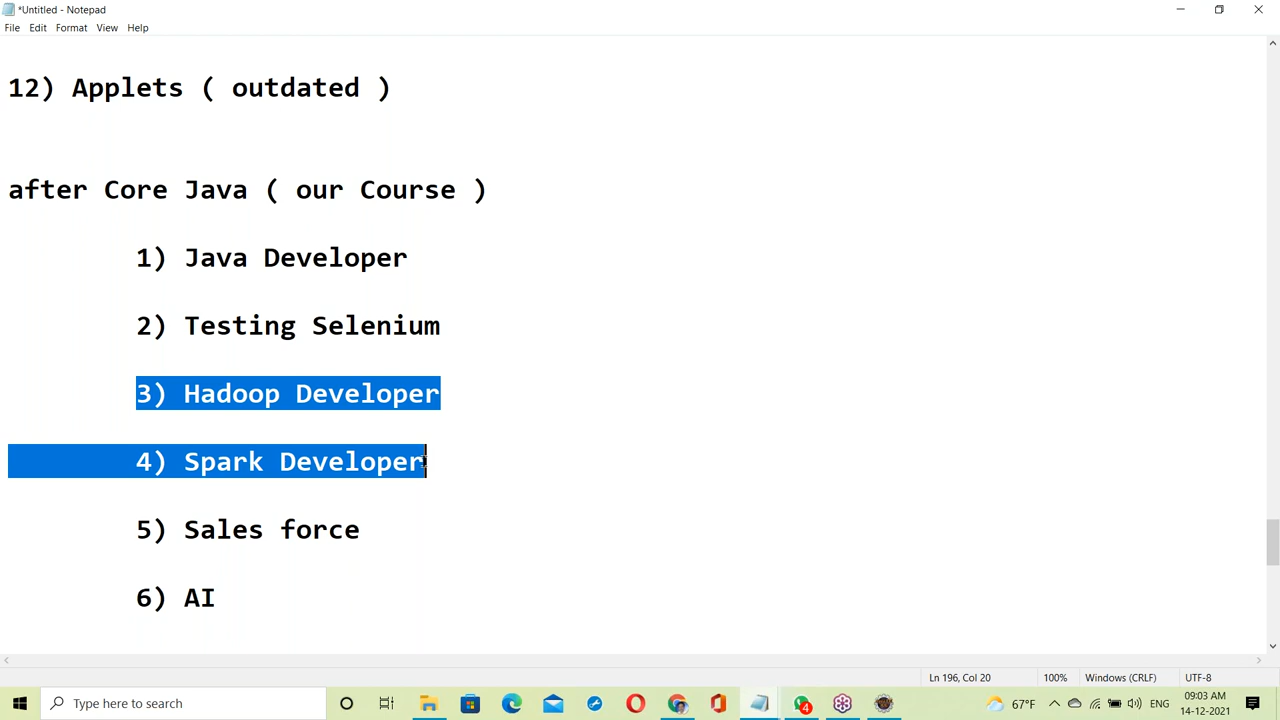 *Untitled - Notepad
File Edit Format View Help
12) Applets ( outdated )
after Core Java ( our Course )
1) Java Developer
2) Testing Selenium
3) Hadoop Developer
4) Spark Developer
5) Sales force
6) AI
Ln 196, Col 20 100% Windows (CRLF) UTF-8
Type here to search 4 67°F ENG 09:03 AM
14-12-2021